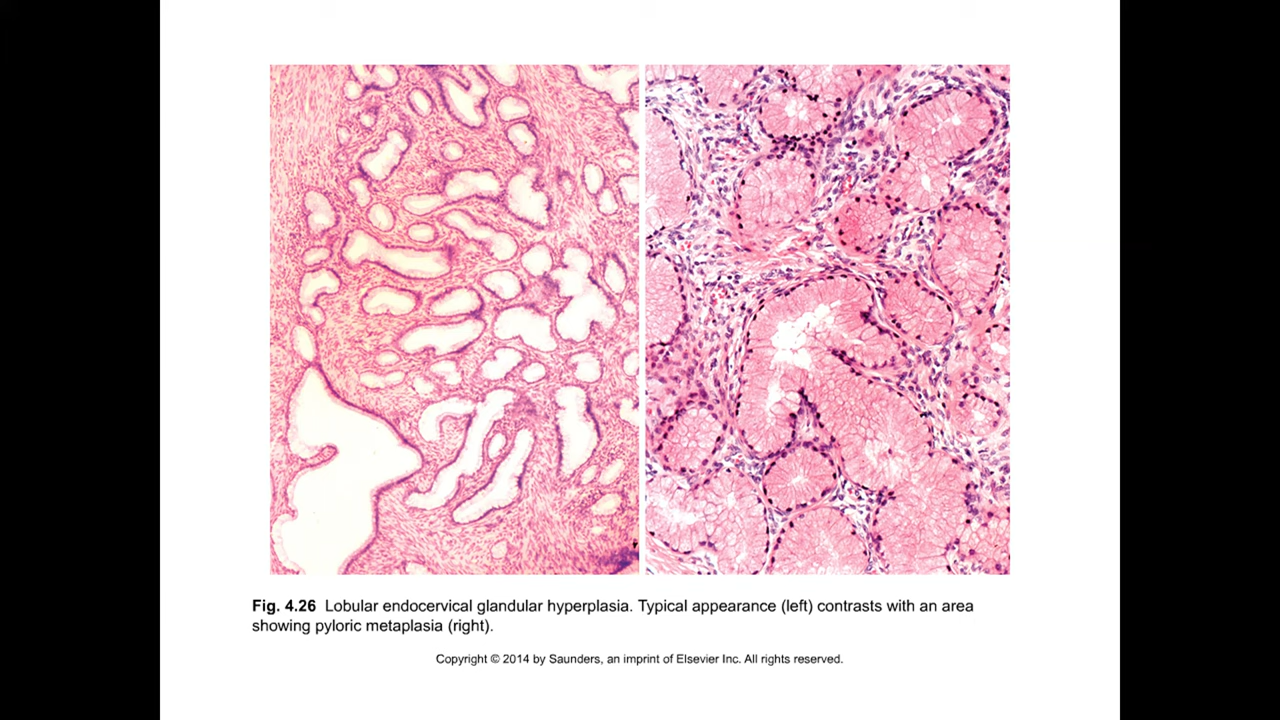 Fig. 4.26 Lobular endocervical glandular hyperplasia. Typical appearance (left) contrasts with an area
showing pyloric metaplasia (right).
Copyright © 2014 by Saunders, an imprint of Elsevier Inc. All rights reserved.